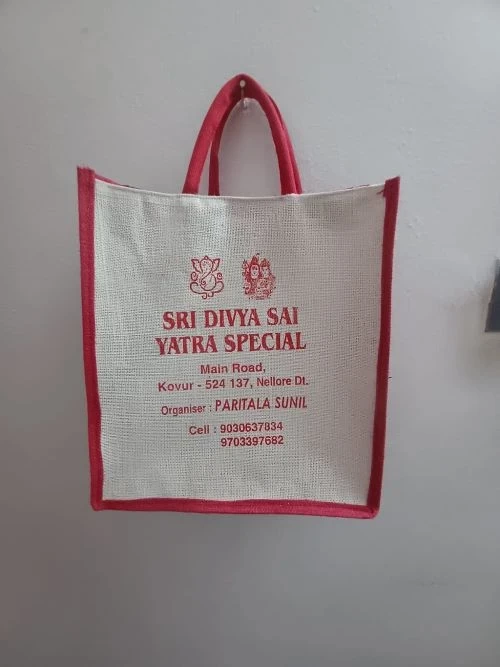 SRI DIVYA SAI
YATRA SPECIAL
Main Road,
Kovur - 524 137, Nellore Dt.
Organiser : PARITALA SUNIL
Cell : 9030637834
9703397682